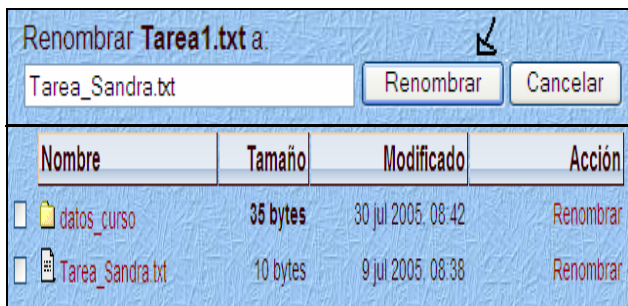 Renombrar Tarea1.txt a:
Tarea_Sandra.txt Renombrar Cancelar
Nombre Tamaño Modificado Acción
datos_curso 35 bytes 30 jul 2005, 08:42 Renombrar
Tarea_Sandra.txt 10 bytes 9 jul 2005, 08:38 Renombrar